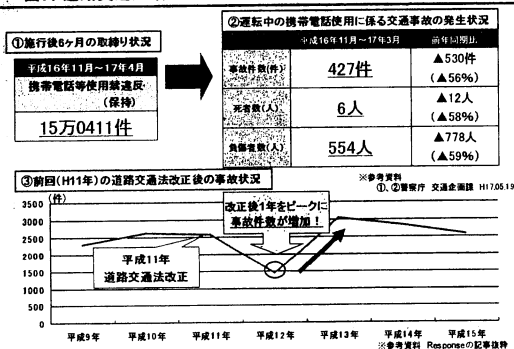 ①施行後6ヶ月の取締り状況
平成16年11月~17年4月
携帯電話等使用禁違反
(保持)
15万0411件
②運転中の携帯電話使用に係る交通事故の発生状況
平成16年11月~17年3月
前年同期比
事故件数(件)
427件
▲530件
(▲56%)
死者数(人)
6人
▲12人
(▲58%)
負傷者数(人)
554人
▲778人
(▲59%)
※参考資料
①、②警察庁 交通企画課 H17.05.19
③前回(H11年)の道路交通法改正後の事故状況
(件)
改正後1年をピークに
事故件数が増加!
平成11年
道路交通法改正
3500
3000
2500
2000
1500
1000
500
0
平成9年 平成10年 平成11年 平成12年 平成13年 平成14年 平成15年
※参考資料 Responseの記事抜粋